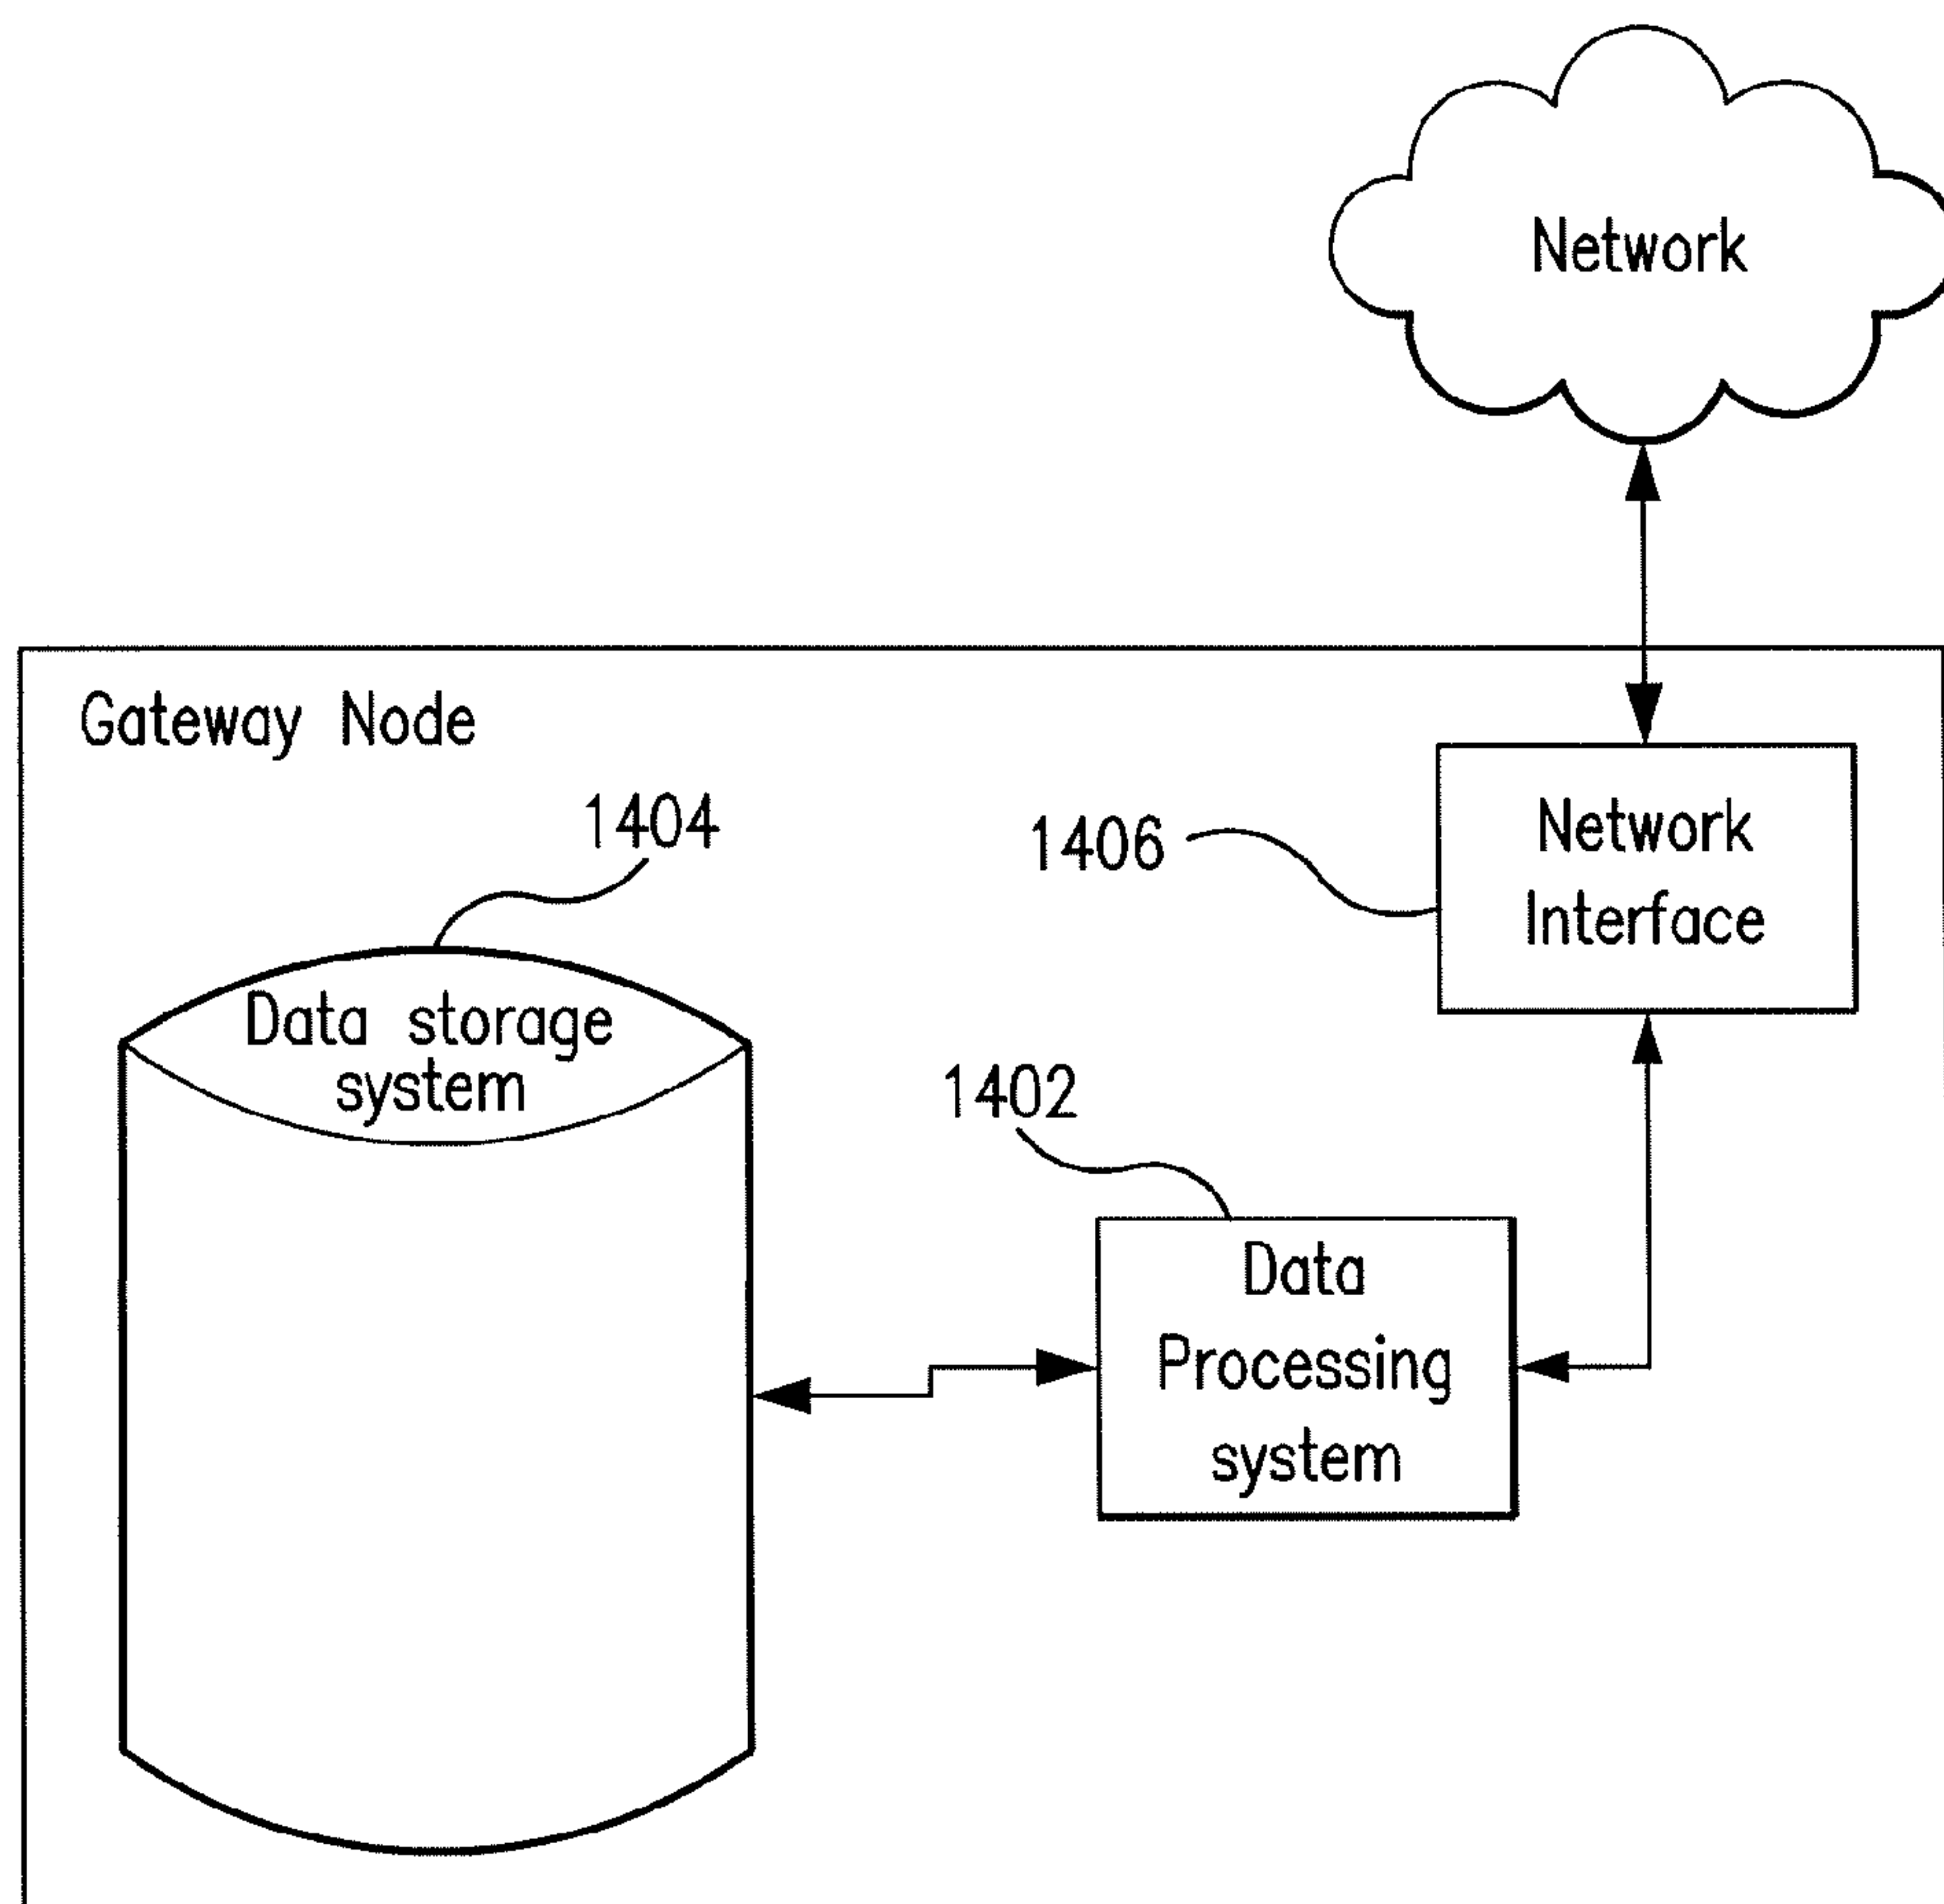 Network
Gateway Node
1404
1406
Network
Interface
Data storage
system
1402
Data
Processing
system